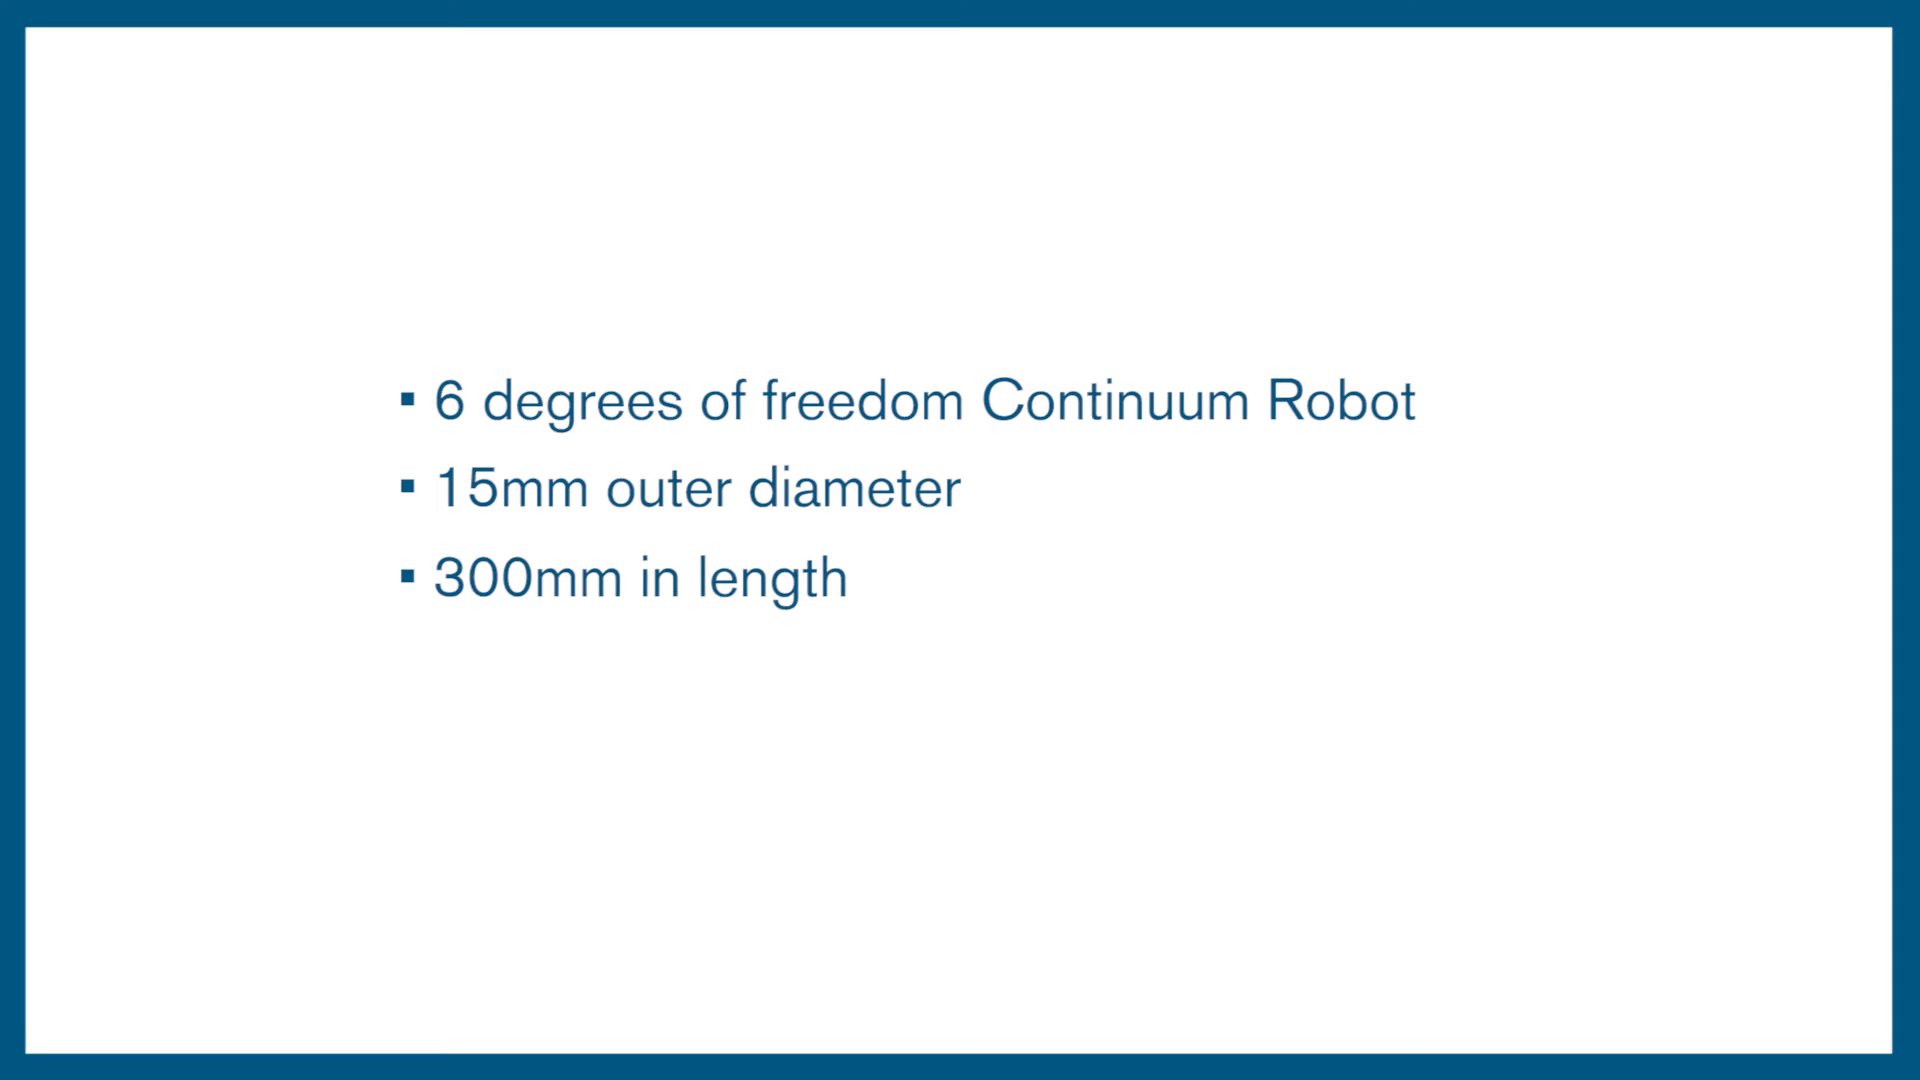 ▪ 6 degrees of freedom Continuum Robot
▪ 15mm outer diameter
▪ 300mm in length